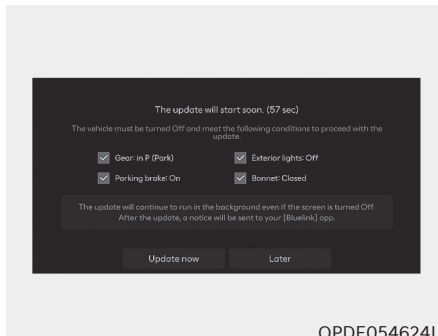 The update will start soon. (57 sec)
The vehicle must be turned Off and meet the following conditions to proceed with the
update.
Gear: in P (Park)
Exterior lights: Off
Parking brake: On
Bonnet: Closed
The update will continue to run in the background even if the screen is turned Off.
After the update, a notice will be sent to your [Bluelink] app.
Update now
Later